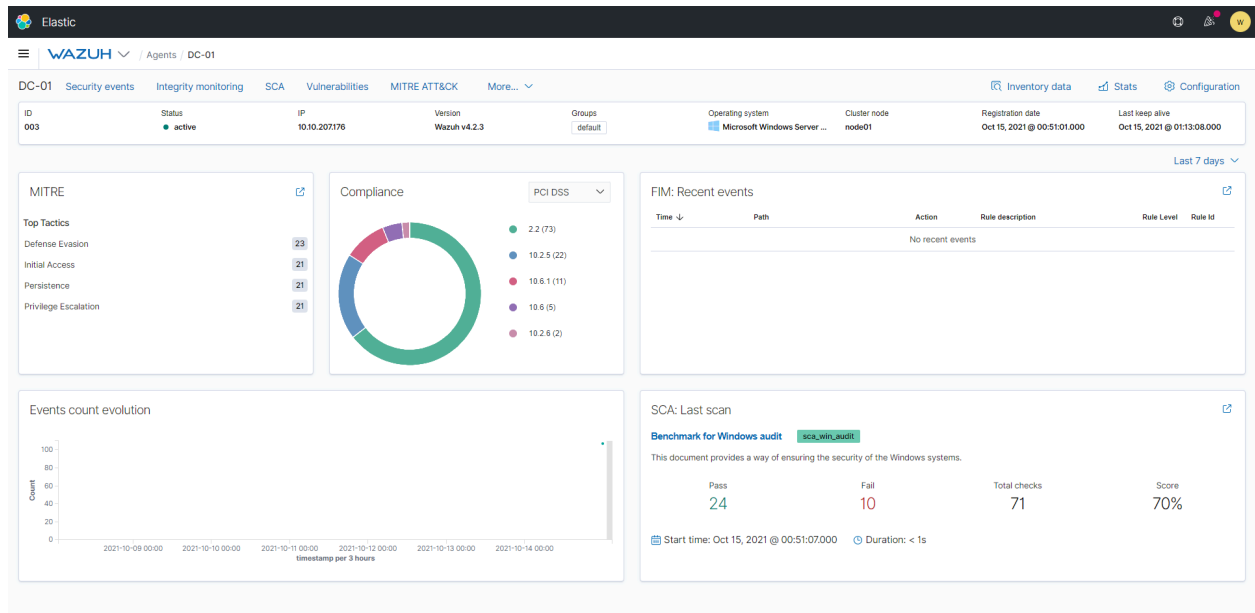 Elastic
W
WAZUH / Agents / DC-01
DC-01 Security events Integrity monitoring SCA Vulnerabilities MITRE ATT&CK More... Inventory data Stats Configuration
ID Status IP Version Groups Operating system Cluster node Registration date Last keep alive
003 active 10.10.207.176 Wazuh v4.2.3 default Microsoft Windows Server ... node01 Oct 15, 2021 @ 00:51:01.000 Oct 15, 2021 @ 01:13:08.000
Last 7 days
MITRE
Top Tactics
Defense Evasion 23
Initial Access 21
Persistence 21
Privilege Escalation 21
Compliance PCI DSS
2.2 (73)
10.2.5 (22)
10.6.1 (11)
10.6 (5)
10.2.6 (2)
FIM: Recent events
Time Path Action Rule description Rule Level Rule Id
No recent events
Events count evolution
100
80
60
40
20
0
Count
2021-10-09 00:00 2021-10-10 00:00 2021-10-11 00:00 2021-10-12 00:00 2021-10-13 00:00 2021-10-14 00:00
timestamp per 3 hours
SCA: Last scan
Benchmark for Windows audit sca_win_audit
This document provides a way of ensuring the security of the Windows systems.
Pass Fail Total checks Score
24 10 71 70%
Start time: Oct 15, 2021 @ 00:51:07.000 Duration: < 1s